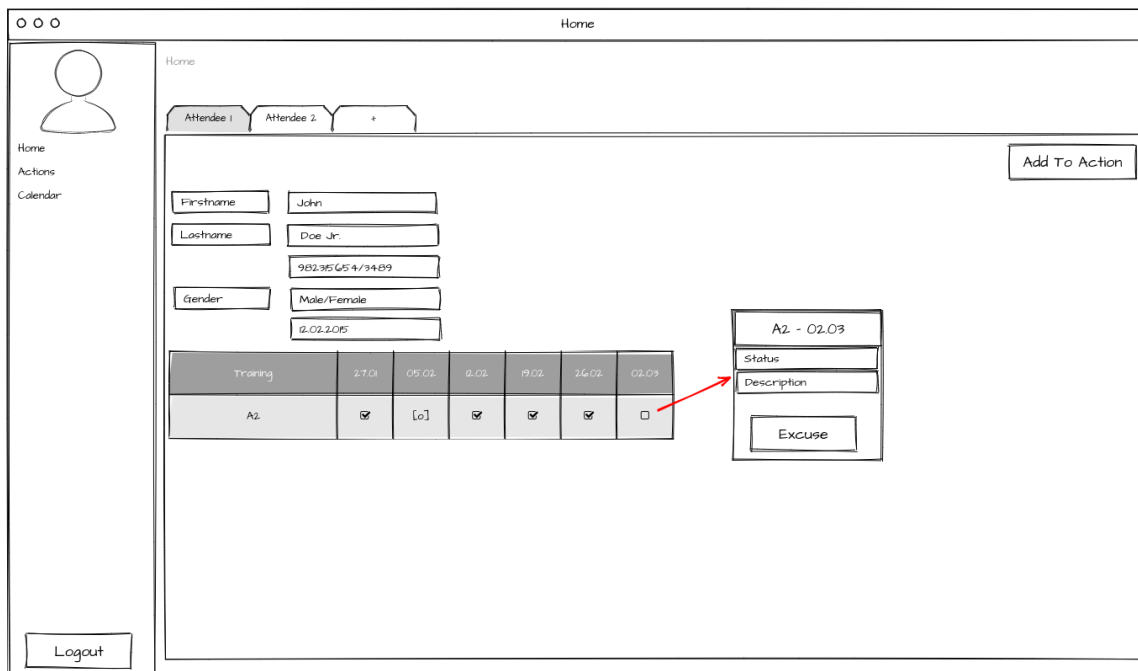 Home
Home
Attendee 1 Attendee 2 +
Home
Actions
Calendar
Add To Action
Firstname John
Lastname Doe Jr.
982315654/3489
Gender Male/Female
12.02.2015
A2 - 02.03
Status
Description
Excuse
Training 27.01 05.02 12.02 19.02 26.02 02.03
A2 [o]
Logout